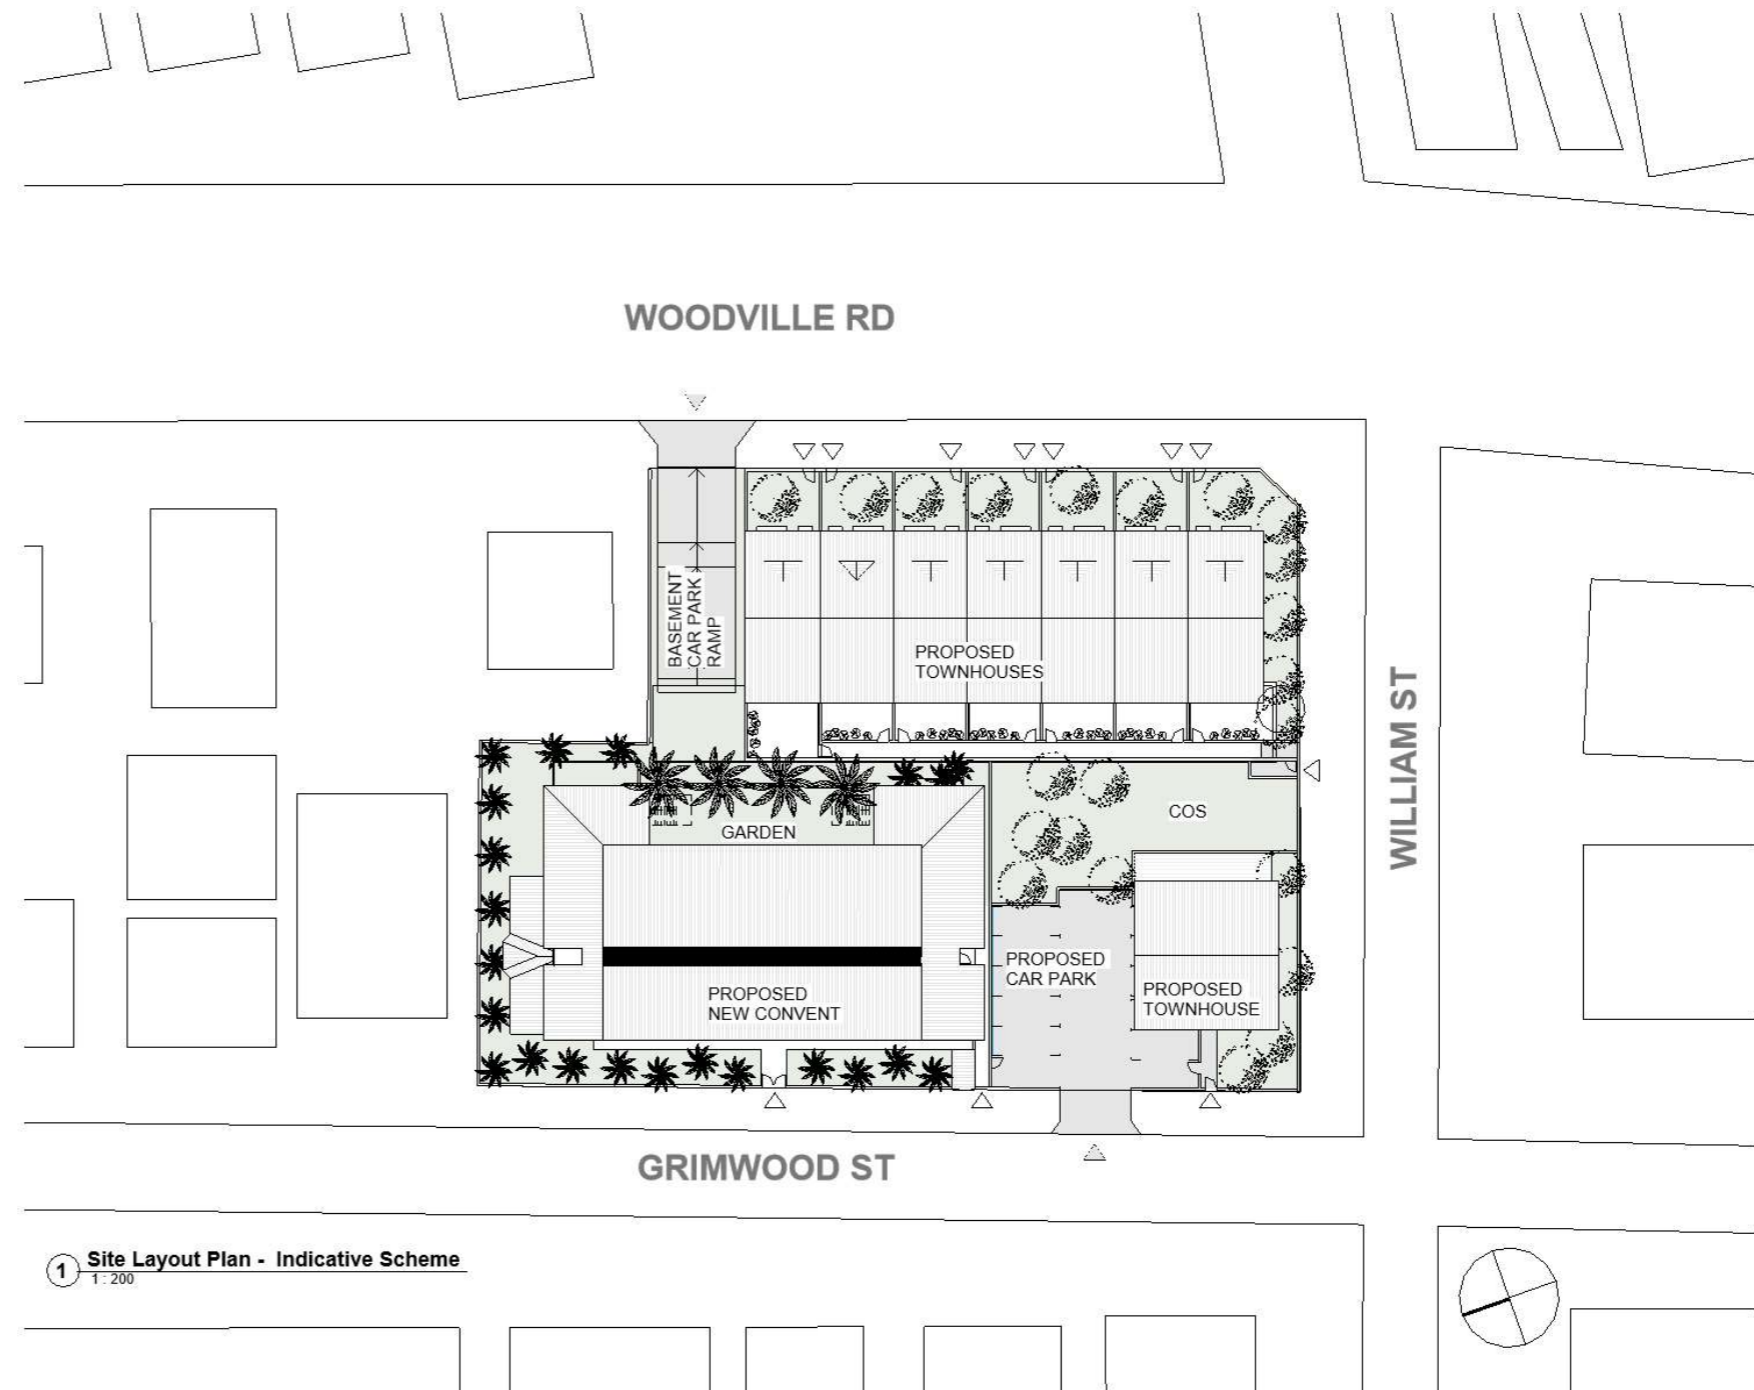 WOODVILLE RD
BASEMENT
CAR PARK
RAMP
PROPOSED
TOWNHOUSES
WILLIAM ST
COS
GARDEN
PROPOSED
CAR PARK
PROPOSED
NEW CONVENT
PROPOSED
TOWNHOUSE
GRIMWOOD ST
1 Site Layout Plan - Indicative Scheme
1 : 200